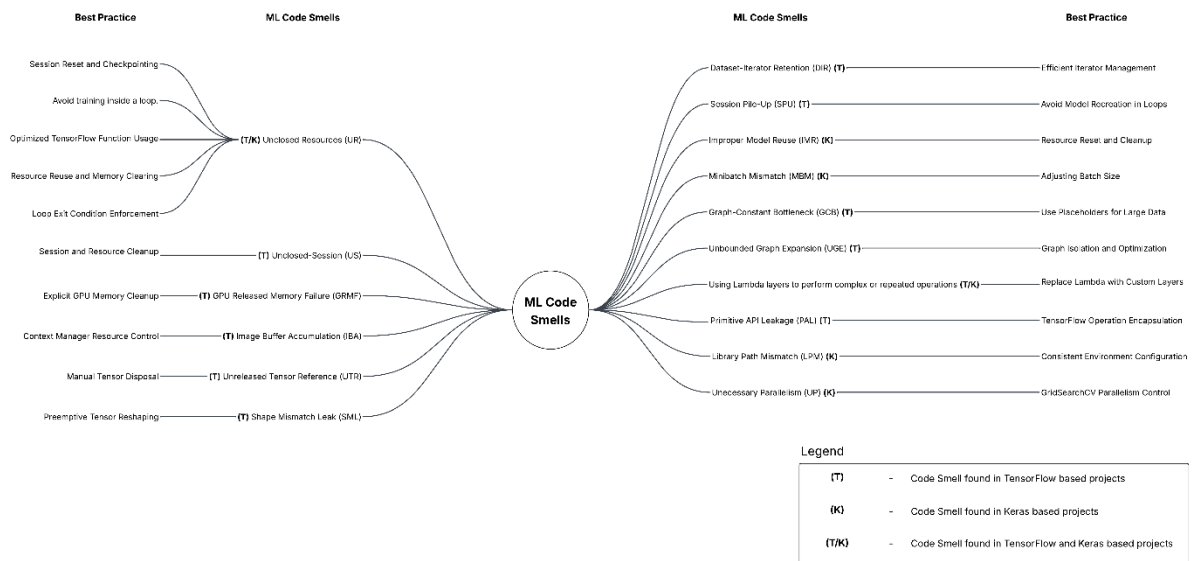 Best Practice
ML Code Smells
ML Code Smells
Best Practice
Session Reset and Checkpointing
Avoid training inside a loop.
Optimized TensorFlow Function Usage
Resource Reuse and Memory Clearing
Loop Exit Condition Enforcement
(T/K) Unclosed Resources (UR)
Session and Resource Cleanup
(T) Unclosed-Session (US)
Explicit GPU Memory Cleanup
(T) GPU Released Memory Failure (GRMF)
Context Manager Resource Control
(T) Image Buffer Accumulation (IBA)
Manual Tensor Disposal
(T) Unreleased Tensor Reference (UTR)
Preemptive Tensor Reshaping
(T) Shape Mismatch Leak (SML)
ML Code
Smells
Dataset-Iterator Retention (DIR) (T)
Efficient Iterator Management
Session Pile-Up (SPU) (T)
Avoid Model Recreation in Loops
Improper Model Reuse (IMR) (K)
Resource Reset and Cleanup
Minibatch Mismatch (MBM) (K)
Adjusting Batch Size
Graph-Constant Bottleneck (GCB) (T)
Use Placeholders for Large Data
Unbounded Graph Expansion (UGE) (T)
Graph Isolation and Optimization
Using Lambda layers to perform complex or repeated operations (T/K)
Replace Lambda with Custom Layers
Primitive API Leakage (PAL) (T)
TensorFlow Operation Encapsulation
Library Path Mismatch (LPM) (K)
Consistent Environment Configuration
Unecessary Parallelism (UP) (K)
GridSearchCV Parallelism Control
Legend
(T) - Code Smell found in TensorFlow based projects
(K) - Code Smell found in Keras based projects
(T/K) - Code Smell found in TensorFlow and Keras based projects